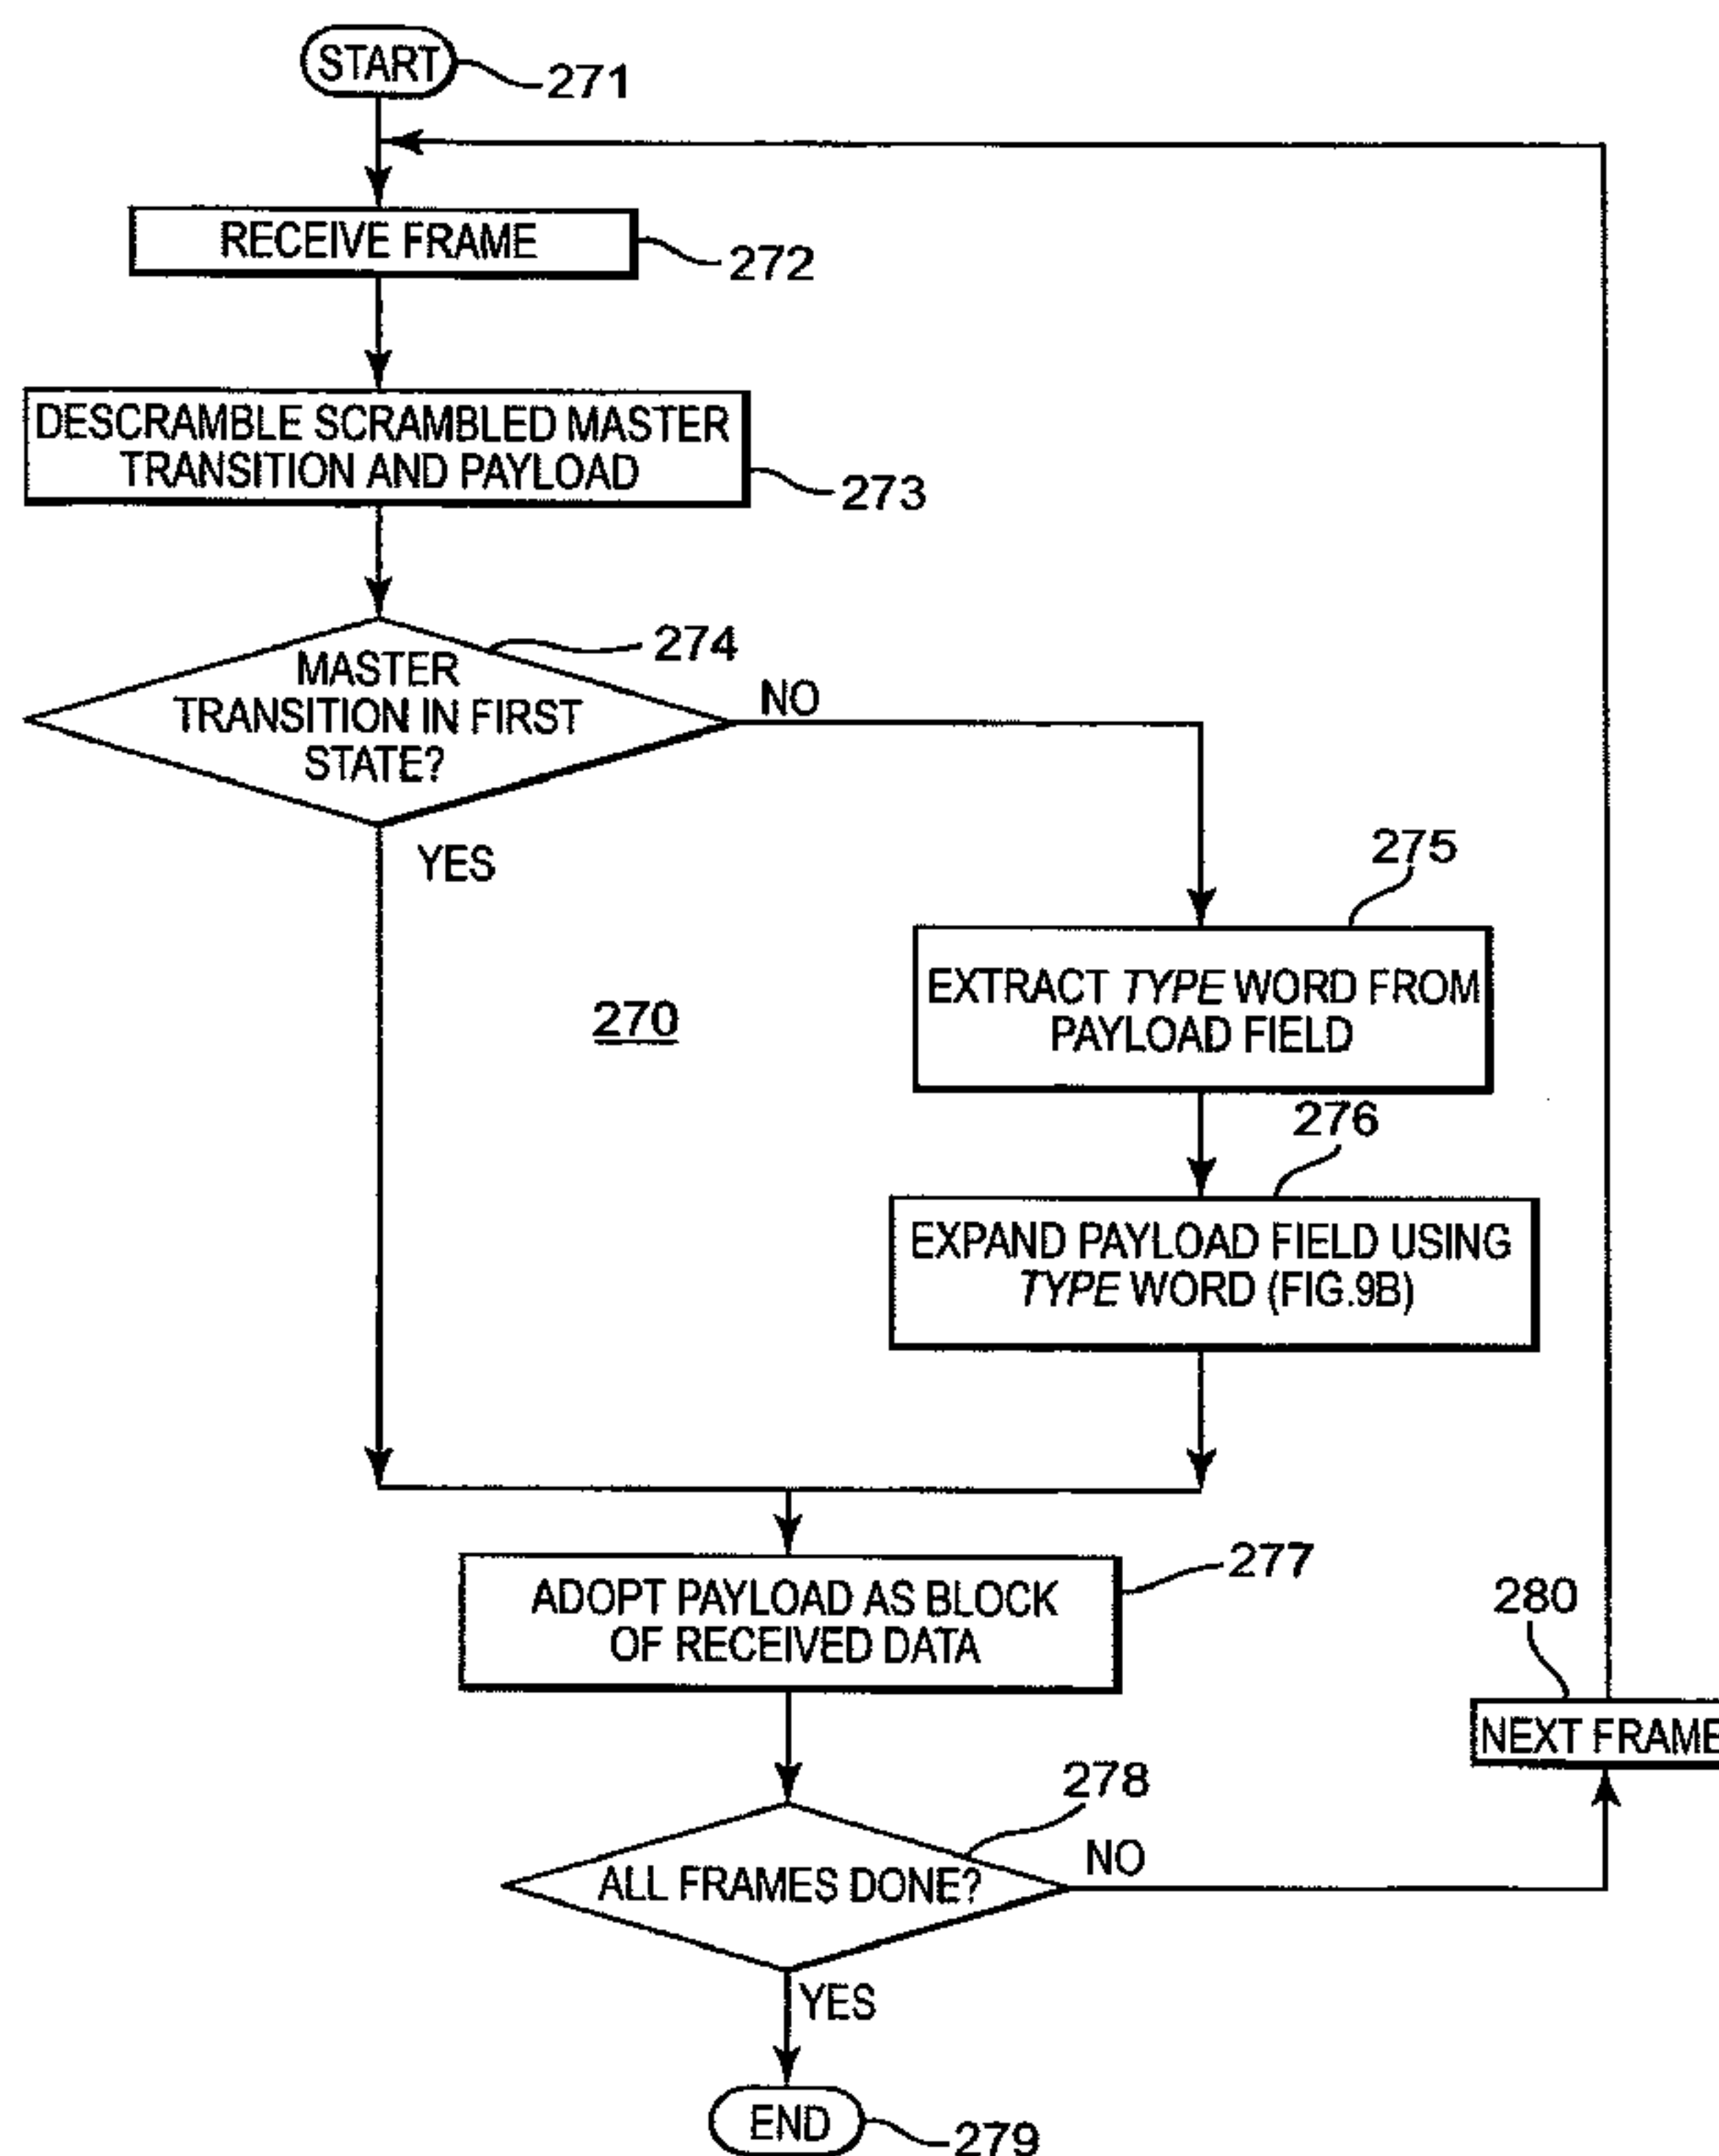 START
271
RECEIVE FRAME
272
DESCRAMBLE SCRAMBLED MASTER
TRANSITION AND PAYLOAD
273
274
MASTER
TRANSITION IN FIRST
STATE?
NO
YES
275
EXTRACT TYPE WORD FROM
PAYLOAD FIELD
270
276
EXPAND PAYLOAD FIELD USING
TYPE WORD (FIG.9B)
277
ADOPT PAYLOAD AS BLOCK
OF RECEIVED DATA
280
NEXT FRAME
278
ALL FRAMES DONE?
NO
YES
END
279